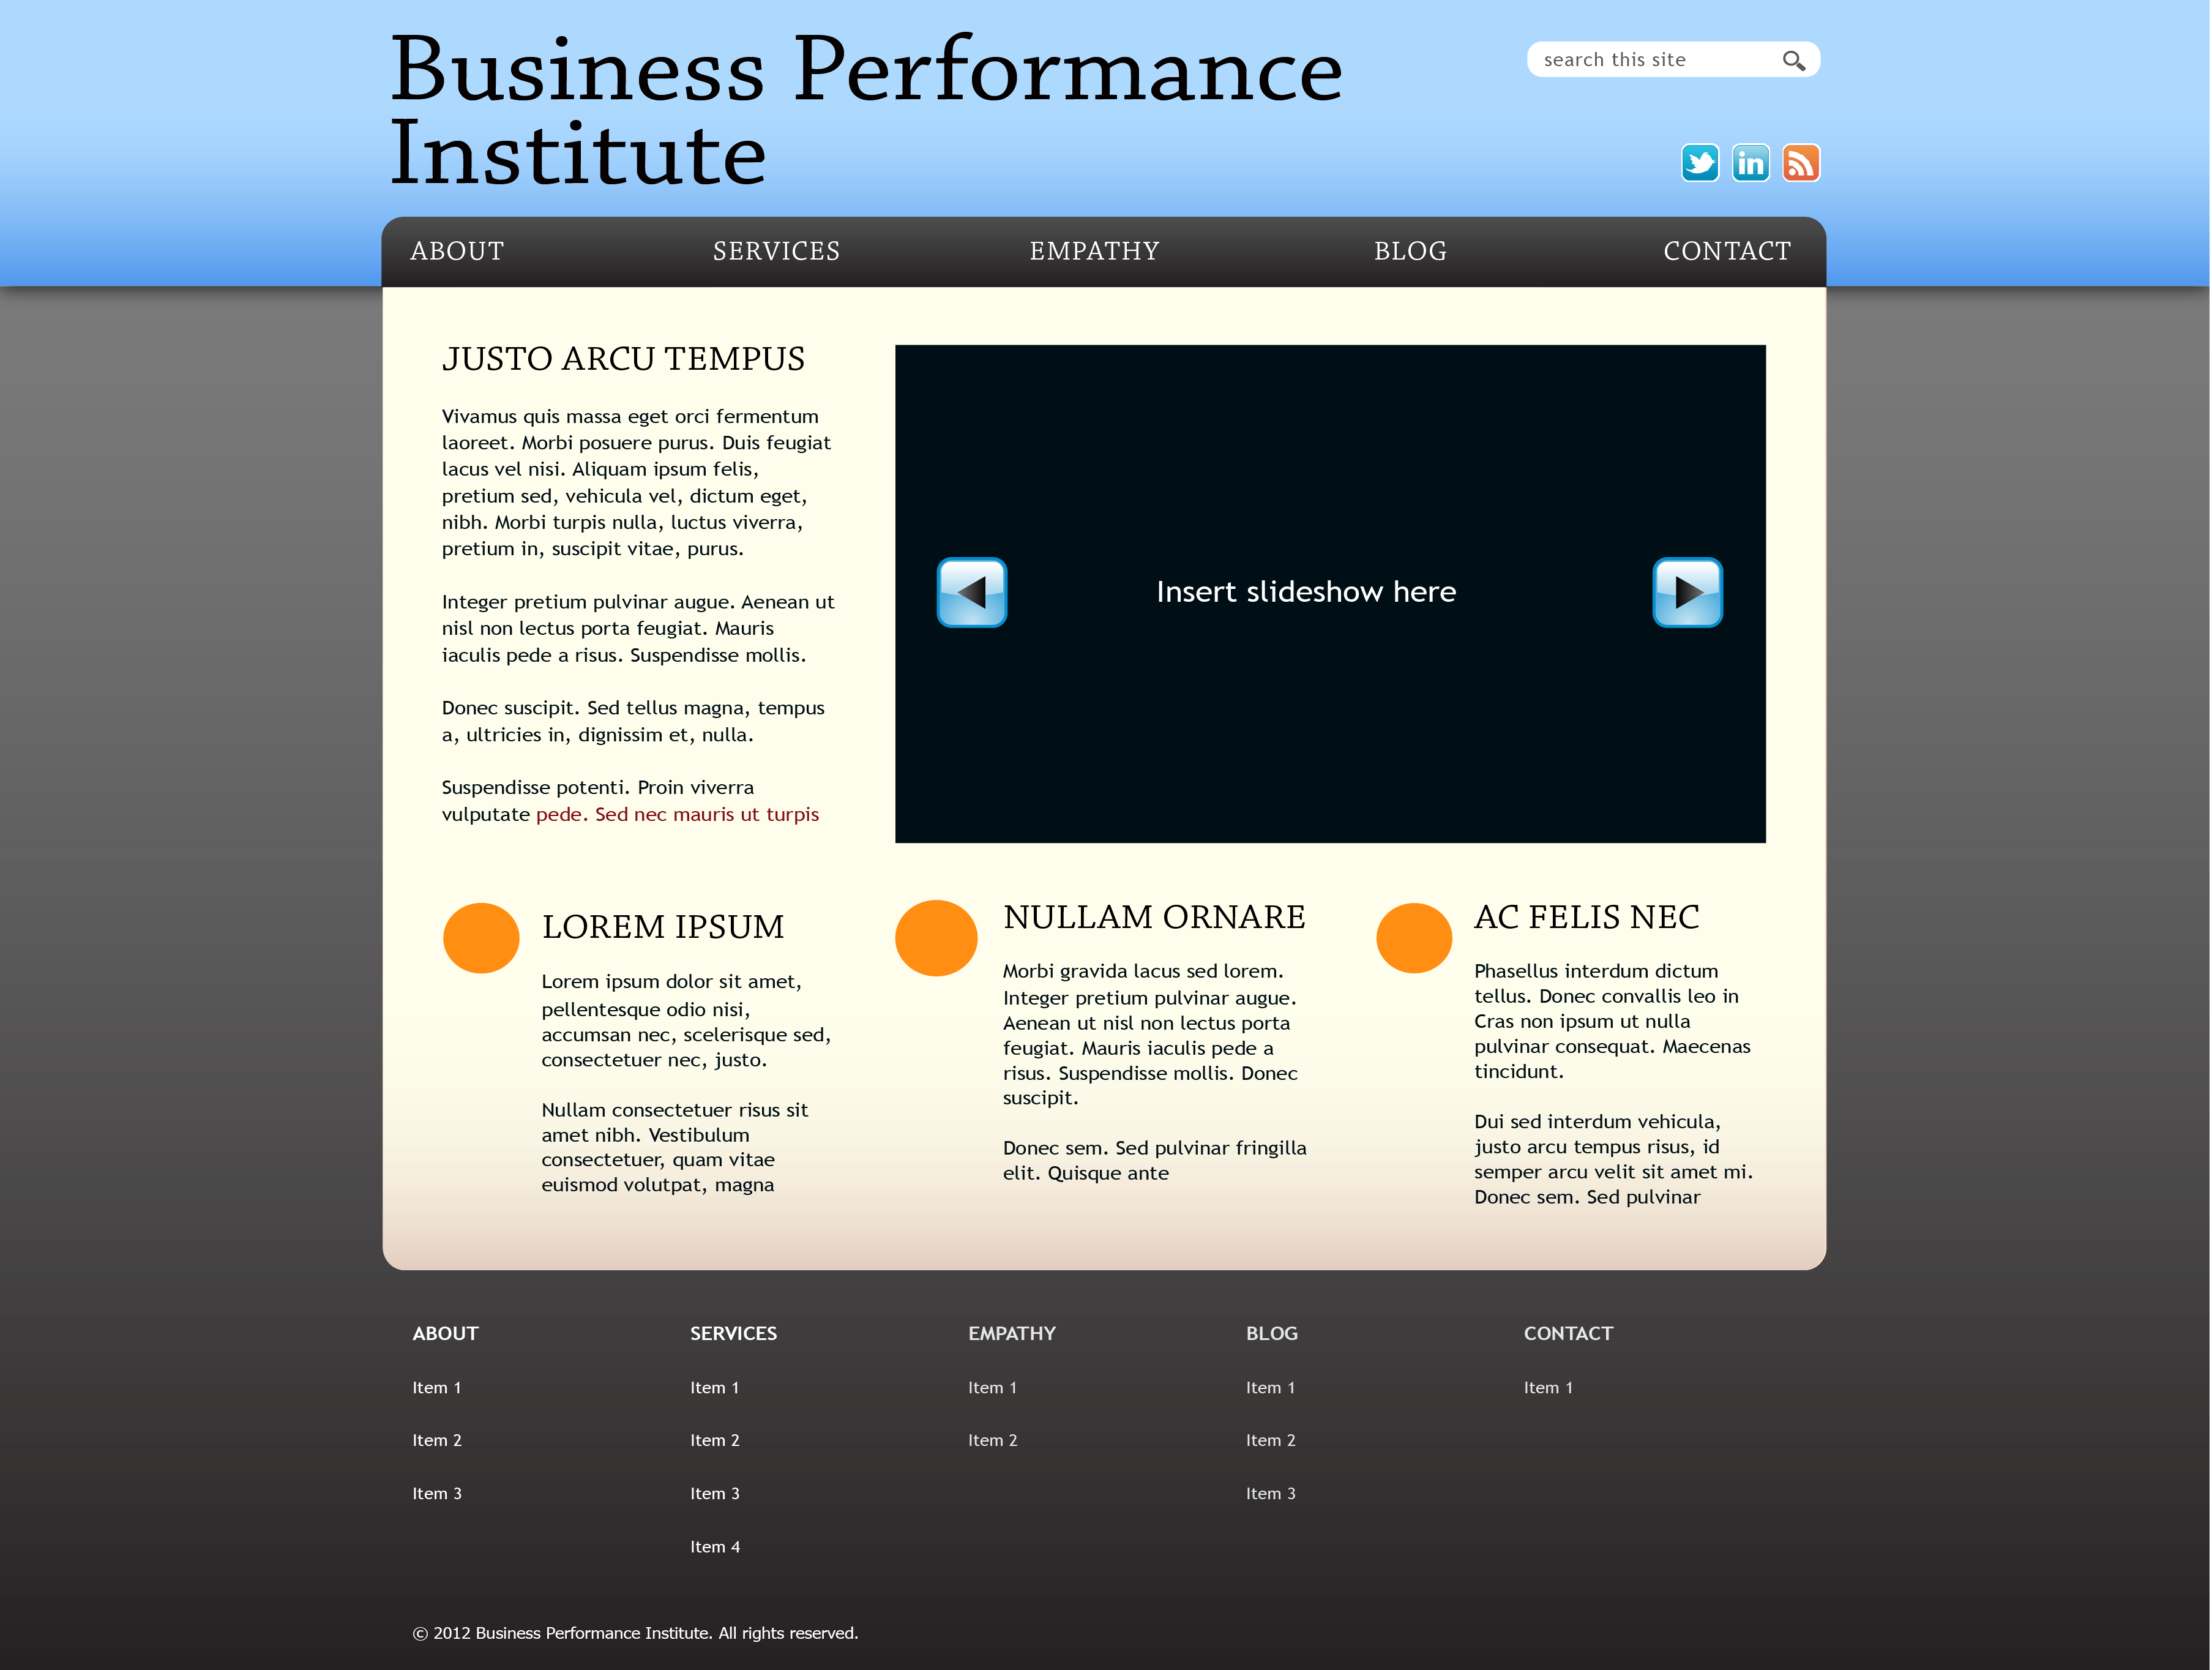 Business Performance
Institute
search this site
in
ABOUT
SERVICES
EMPATHY
BLOG
CONTACT
JUSTO ARCU TEMPUS
Vivamus quis massa eget orci fermentum
laoreet. Morbi posuere purus. Duis feugiat
lacus vel nisi. Aliquam ipsum felis,
pretium sed, vehicula vel, dictum eget,
nibh. Morbi turpis nulla, luctus viverra,
pretium in, suscipit vitae, purus.
Integer pretium pulvinar augue. Aenean ut
nisl non lectus porta feugiat. Mauris
iaculis pede a risus. Suspendisse mollis.
Donec suscipit. Sed tellus magna, tempus
a, ultricies in, dignissim et, nulla.
Suspendisse potenti. Proin viverra
vulputate pede. Sed nec mauris ut turpis
Insert slideshow here
LOREM IPSUM
Lorem ipsum dolor sit amet,
pellentesque odio nisi,
accumsan nec, scelerisque sed,
consectetuer nec, justo.
Nullam consectetuer risus sit
amet nibh. Vestibulum
consectetuer, quam vitae
euismod volutpat, magna
NULLAM ORNARE
Morbi gravida lacus sed lorem.
Integer pretium pulvinar augue.
Aenean ut nisl non lectus porta
feugiat. Mauris iaculis pede a
risus. Suspendisse mollis. Donec
suscipit.
Donec sem. Sed pulvinar fringilla
elit. Quisque ante
AC FELIS NEC
Phasellus interdum dictum
tellus. Donec convallis leo in
Cras non ipsum ut nulla
pulvinar consequat. Maecenas
tincidunt.
Dui sed interdum vehicula,
justo arcu tempus risus, id
semper arcu velit sit amet mi.
Donec sem. Sed pulvinar
ABOUT
Item 1
Item 2
Item 3
SERVICES
Item 1
Item 2
Item 3
Item 4
EMPATHY
Item 1
Item 2
BLOG
Item 1
Item 2
Item 3
CONTACT
Item 1
© 2012 Business Performance Institute. All rights reserved.